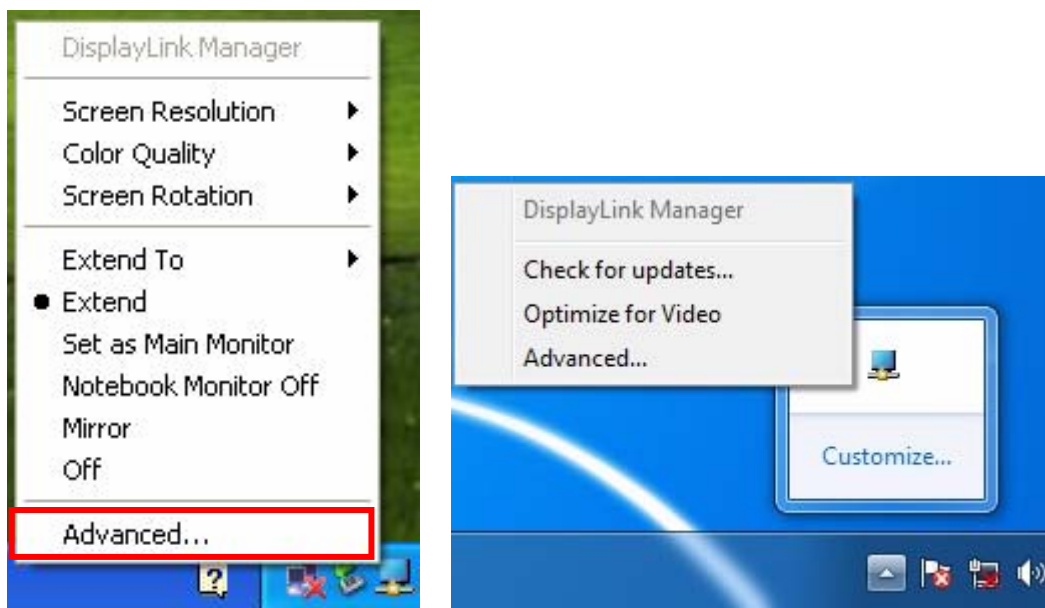 DisplayLink Manager
Screen Resolution
Color Quality
Screen Rotation
Extend To
Extend
Set as Main Monitor
Notebook Monitor Off
Mirror
Off
Advanced...
?
DisplayLink Manager
Check for updates...
Optimize for Video
Advanced...
Customize...